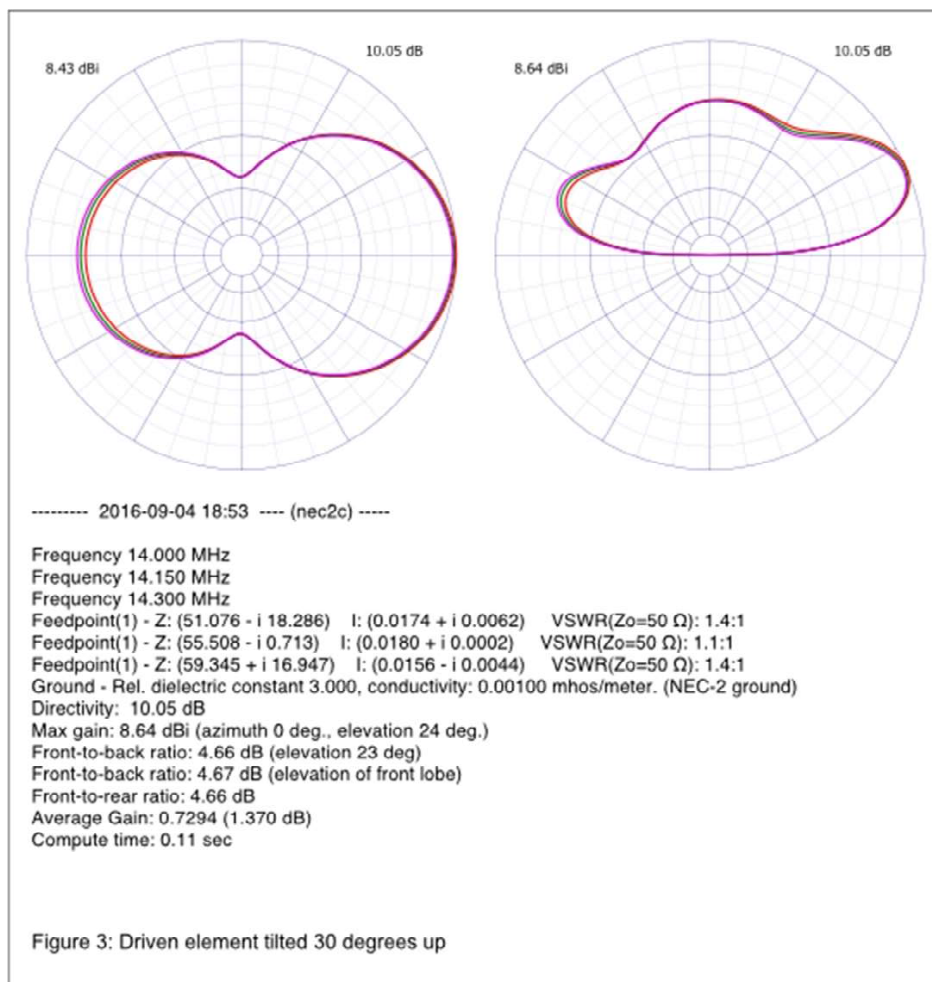 8.43 dBi
10.05 dB
8.64 dBi
10.05 dB
--------- 2016-09-04 18:53 ---- (nec2c) -----
Frequency 14.000 MHz
Frequency 14.150 MHz
Frequency 14.300 MHz
Feedpoint(1) - Z: (51.076 - i 18.286) I: (0.0174 + i 0.0062) VSWR(Zo=50 Ω): 1.4:1
Feedpoint(1) - Z: (55.508 - i 0.713) I: (0.0180 + i 0.0002) VSWR(Zo=50 Ω): 1.1:1
Feedpoint(1) - Z: (59.345 + i 16.947) I: (0.0156 - i 0.0044) VSWR(Zo=50 Ω): 1.4:1
Ground - Rel. dielectric constant 3.000, conductivity: 0.00100 mhos/meter. (NEC-2 ground)
Directivity: 10.05 dB
Max gain: 8.64 dBi (azimuth 0 deg., elevation 24 deg.)
Front-to-back ratio: 4.66 dB (elevation 23 deg)
Front-to-back ratio: 4.67 dB (elevation of front lobe)
Front-to-rear ratio: 4.66 dB
Average Gain: 0.7294 (1.370 dB)
Compute time: 0.11 sec
Figure 3: Driven element tilted 30 degrees up